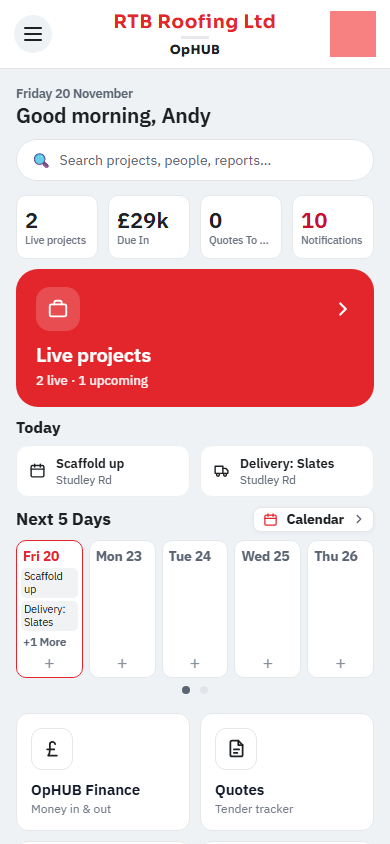 RTB Roofing Ltd
OpHUB
Friday 20 November
Good morning, Andy
Search projects, people, reports...
2
Live projects
£29k
Due In
0
Quotes To ...
10
Notifications
Live projects
2 live · 1 upcoming
Today
Scaffold up
Studley Rd
Delivery: Slates
Studley Rd
Next 5 Days
Calendar
Fri 20
Scaffold
up
Delivery:
Slates
+1 More
+
Mon 23
+
Tue 24
+
Wed 25
+
Thu 26
+
£
OpHUB Finance
Money in & out
Quotes
Tender tracker